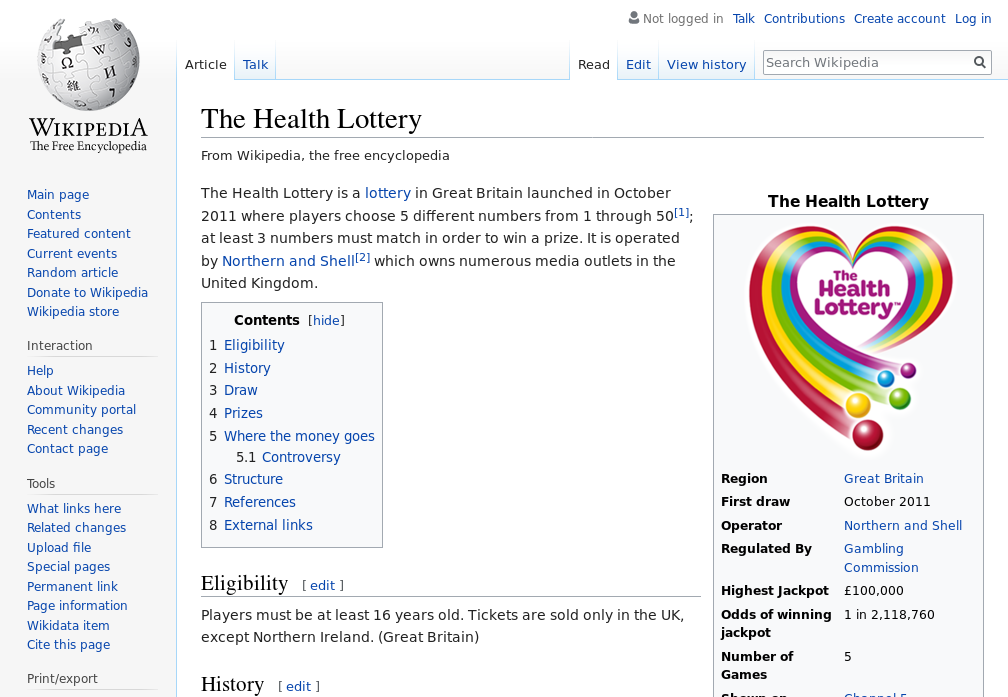 Not logged in Talk Contributions Create account Log in
Article Talk Read Edit View history Search Wikipedia
Ω W И 維 7
WIKIPEDIA
The Free Encyclopedia
Main page
Contents
Featured content
Current events
Random article
Donate to Wikipedia
Wikipedia store
Interaction
Help
About Wikipedia
Community portal
Recent changes
Contact page
Tools
What links here
Related changes
Upload file
Special pages
Permanent link
Page information
Wikidata item
Cite this page
Print/export
The Health Lottery
From Wikipedia, the free encyclopedia
The Health Lottery is a lottery in Great Britain launched in October
2011 where players choose 5 different numbers from 1 through 50[1];
at least 3 numbers must match in order to win a prize. It is operated
by Northern and Shell[2] which owns numerous media outlets in the
United Kingdom.
Contents [hide]
1 Eligibility
2 History
3 Draw
4 Prizes
5 Where the money goes
5.1 Controversy
6 Structure
7 References
8 External links
Eligibility [ edit ]
Players must be at least 16 years old. Tickets are sold only in the UK,
except Northern Ireland. (Great Britain)
History [ edit ]
The Health Lottery
The
Health
Lottery™
Region Great Britain
First draw October 2011
Operator Northern and Shell
Regulated By Gambling
Commission
Highest Jackpot £100,000
Odds of winning 1 in 2,118,760
jackpot
Number of 5
Games
Shown on Channel 5